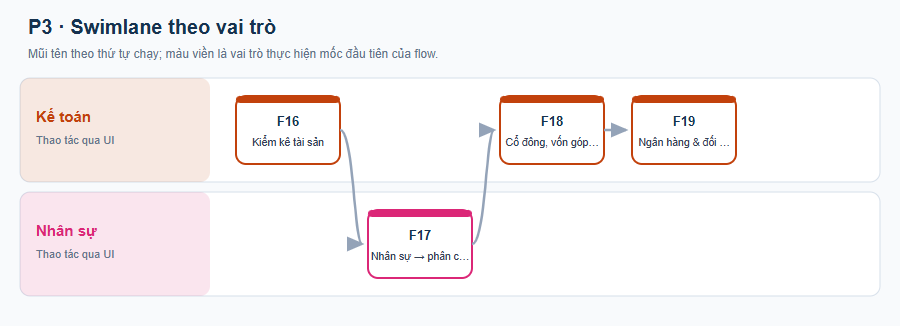 P3 · Swimlane theo vai trò
Mũi tên theo thứ tự chạy; màu viền là vai trò thực hiện mốc đầu tiên của flow.
Kế toán
Thao tác qua UI
F16
Kiểm kê tài sản
F18
Cổ đông, vốn góp...
F19
Ngân hàng & đối ...
Nhân sự
Thao tác qua UI
F17
Nhân sự → phân c...